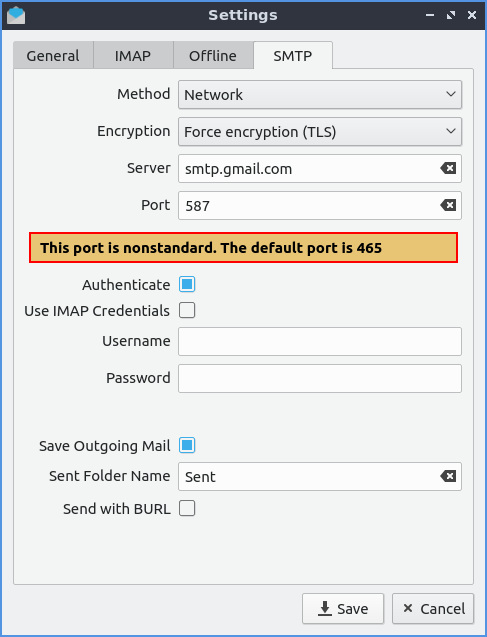 Settings
General IMAP Offline SMTP
Method Network
Encryption Force encryption (TLS)
Server smtp.gmail.com
Port 587
This port is nonstandard. The default port is 465
Authenticate
Use IMAP Credentials
Username
Password
Save Outgoing Mail
Sent Folder Name Sent
Send with BURL
Save Cancel